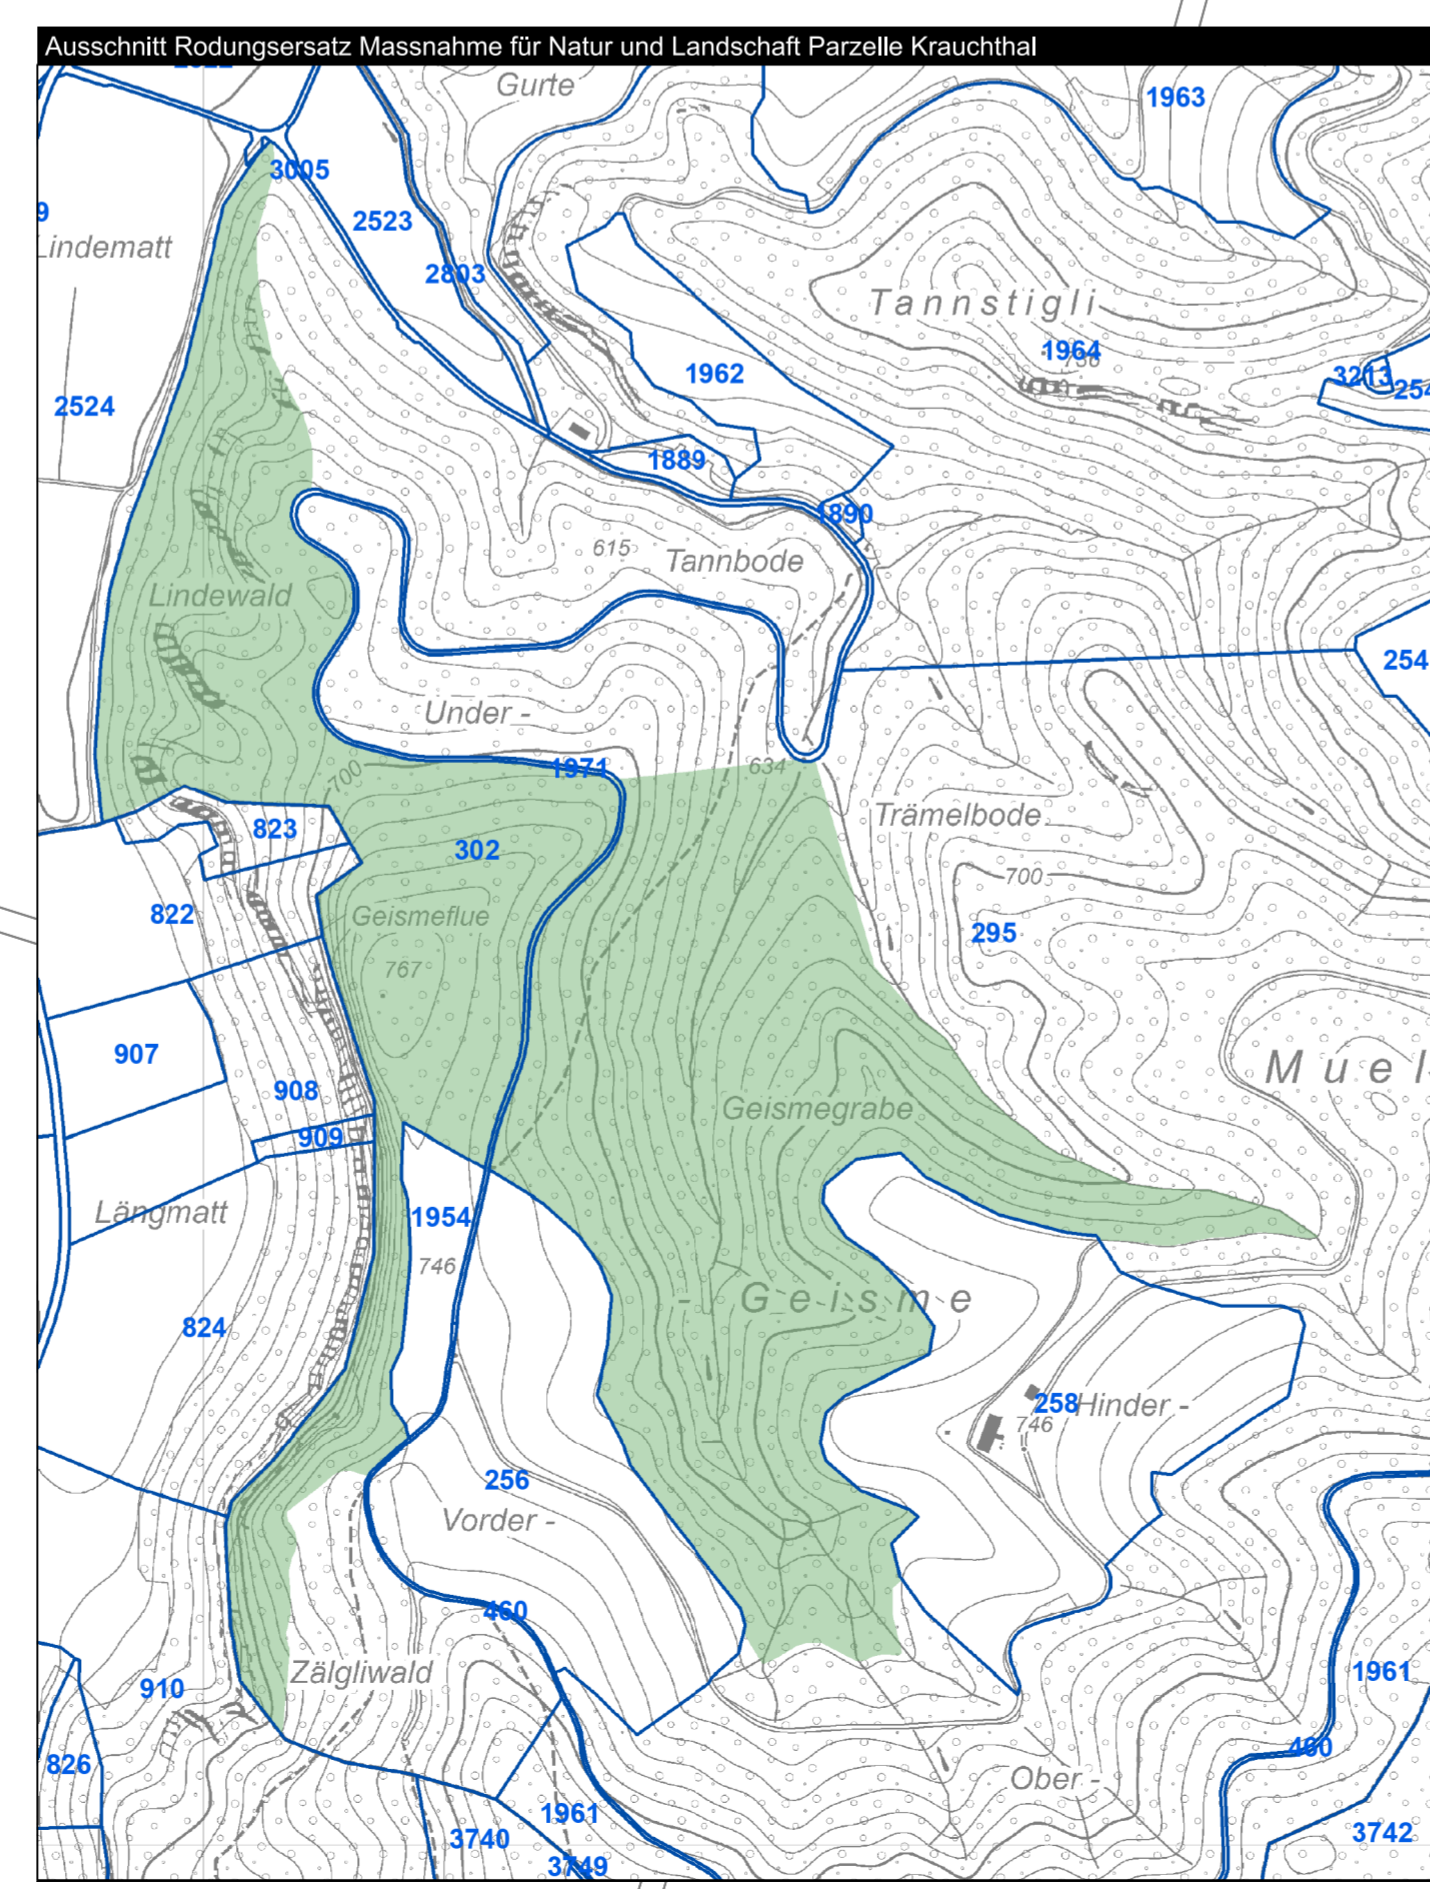 Ausschnitt Rodungsersatz Massnahme für Natur und Landschaft Parzelle Krauchthal
Gurte
1963
3005
9
2523
Lindematt
2803
Tannstigli
1964
736
1962
3213
254
2524
1889
1890
615
Tannbode
Lindewald
254
Under -
634
1971
700
Trämelbode
823
302
700
822
Geismeflue
295
767
907
Muel
908
Geismegrabe
909
Längmatt
1954
746
- Geisme
824
258
Hinder -
746
256
Vorder -
460
Zälgliwald
1961
910
460
826
Ober -
1961
3742
3740
3749